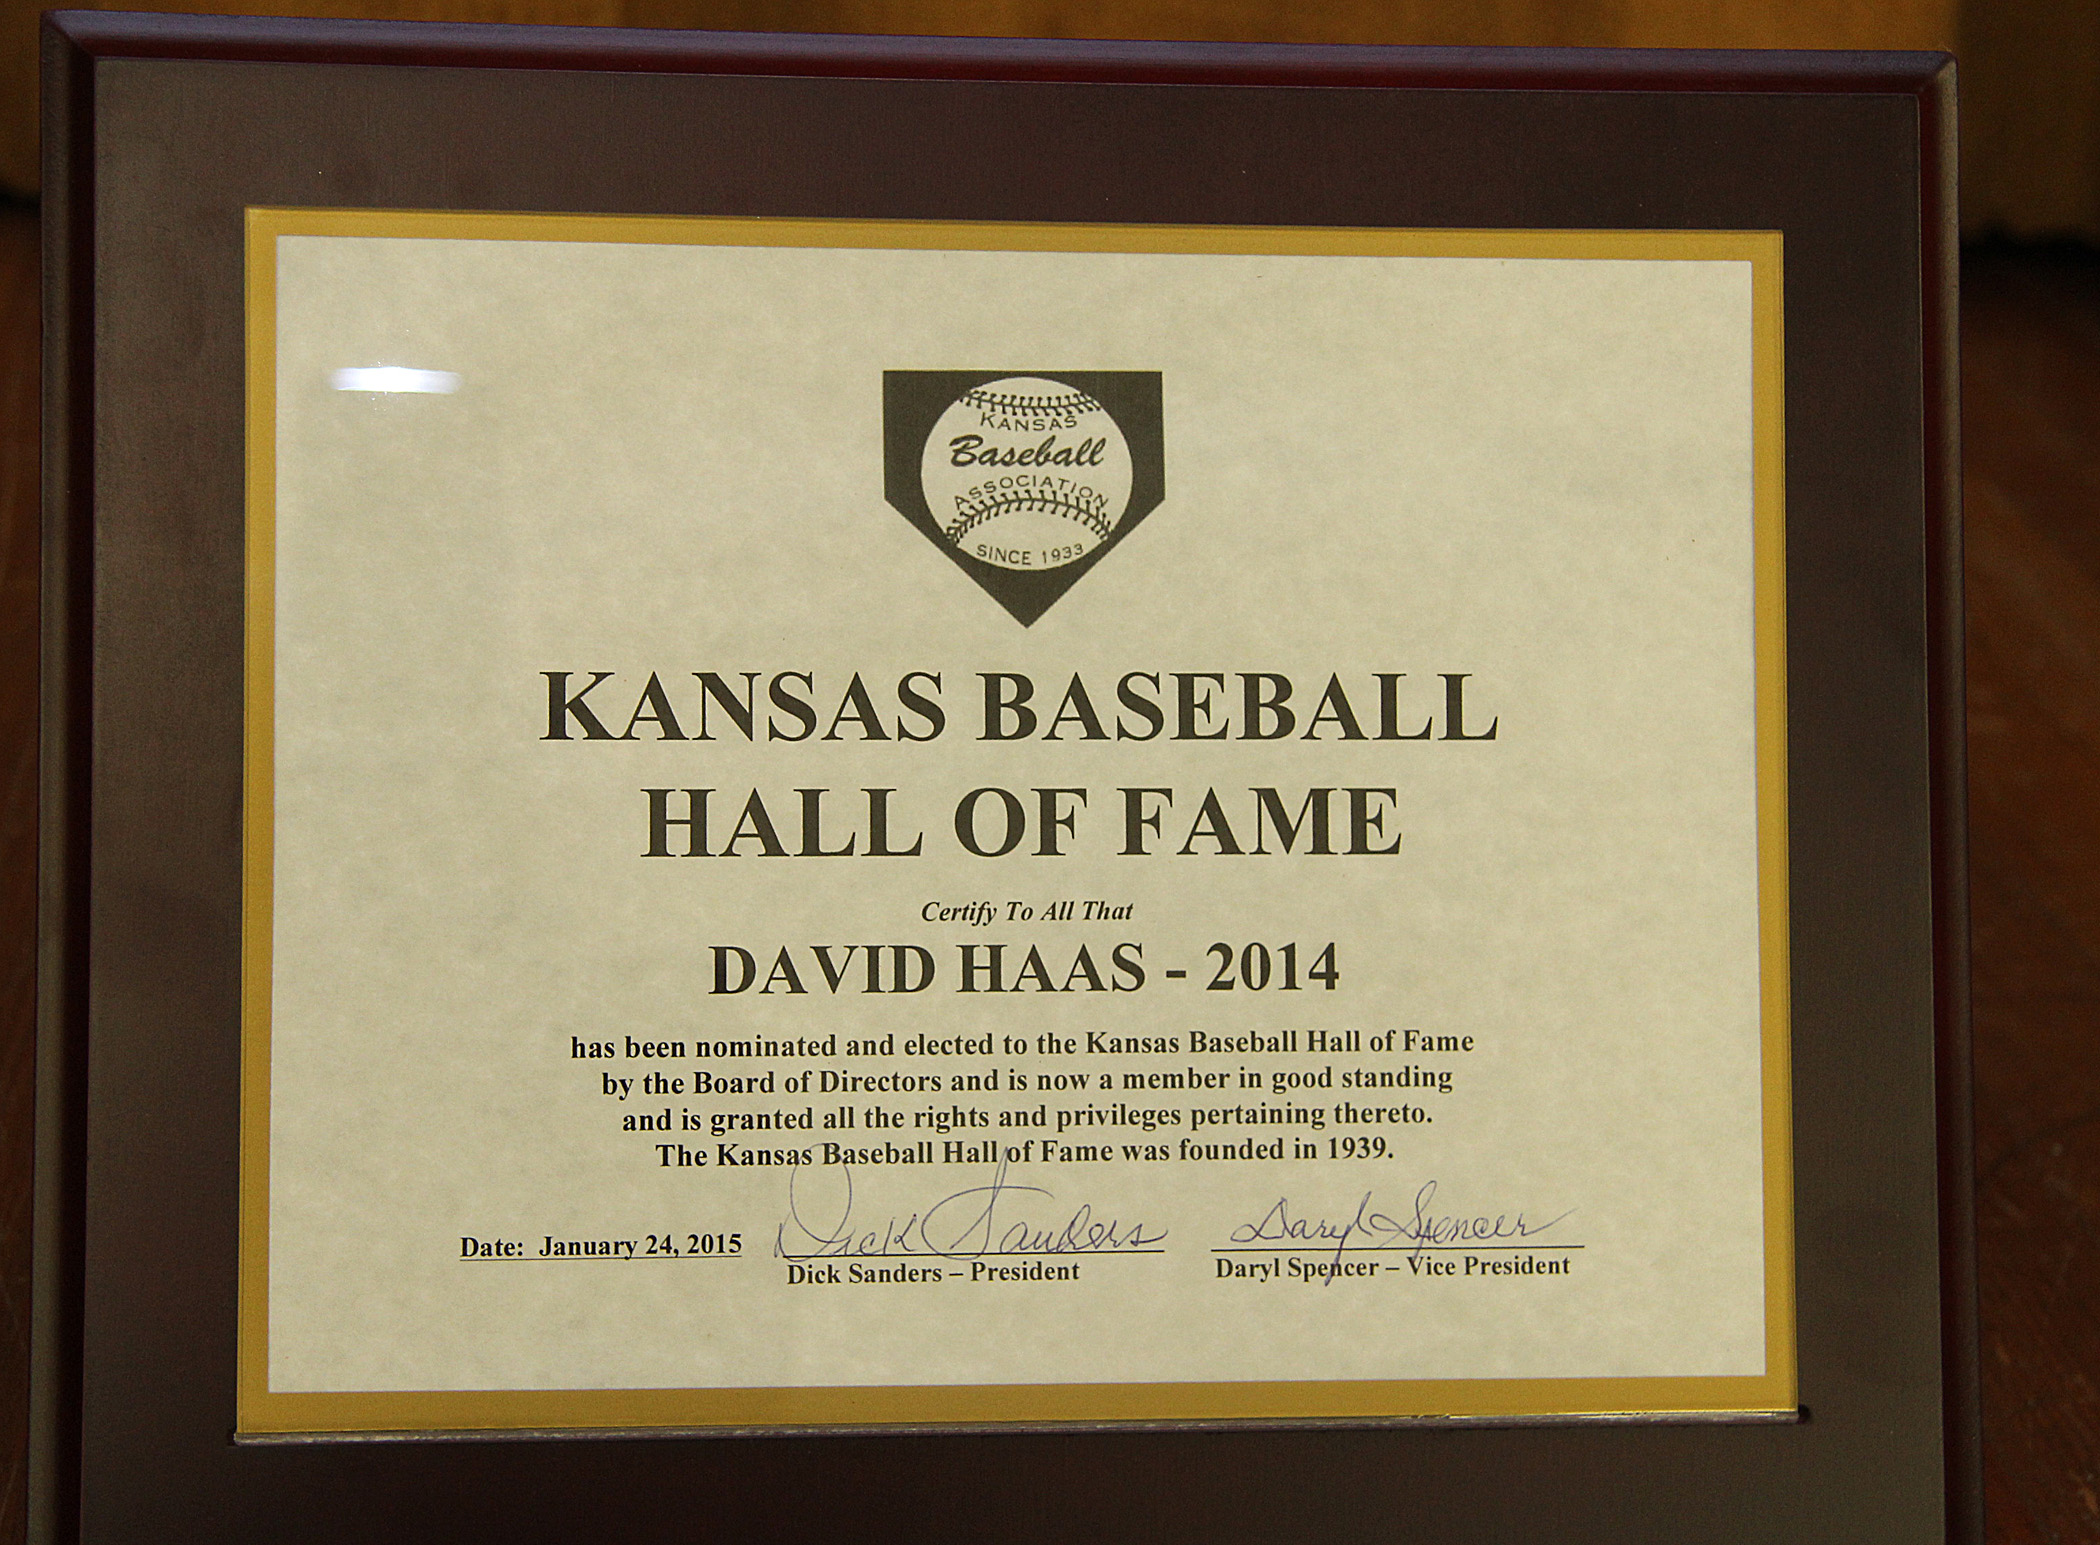 KANSAS
Baseball
ASSOCIATION
SINCE 1933
KANSAS BASEBALL
HALL OF FAME
Certify To All That
DAVID HAAS - 2014
has been nominated and elected to the Kansas Baseball Hall of Fame
by the Board of Directors and is now a member in good standing
and is granted all the rights and privileges pertaining thereto.
The Kansas Baseball Hall of Fame was founded in 1939.
Dick Sanders
Daryl Spencer
Date: January 24, 2015
Dick Sanders – President
Daryl Spencer – Vice President